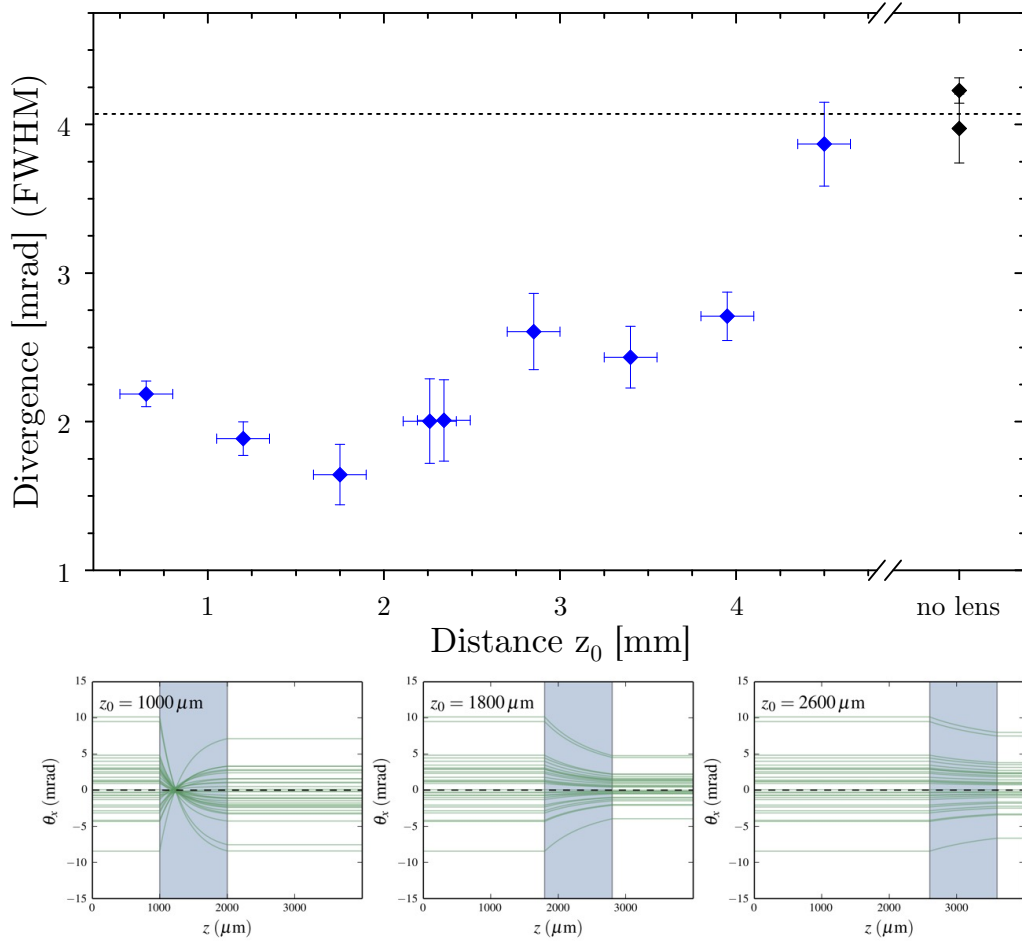 Divergence [mrad] (FWHM)
4
3
2
1
1 2 3 4 no lens
Distance z₀ [mm]
z₀ = 1000 μm
θₓ (mrad)
15
10
5
0
−5
−10
−15
0 1000 2000 3000
z (μm)
z₀ = 1800 μm
θₓ (mrad)
15
10
5
0
−5
−10
−15
0 1000 2000 3000
z (μm)
z₀ = 2600 μm
θₓ (mrad)
15
10
5
0
−5
−10
−15
0 1000 2000 3000
z (μm)